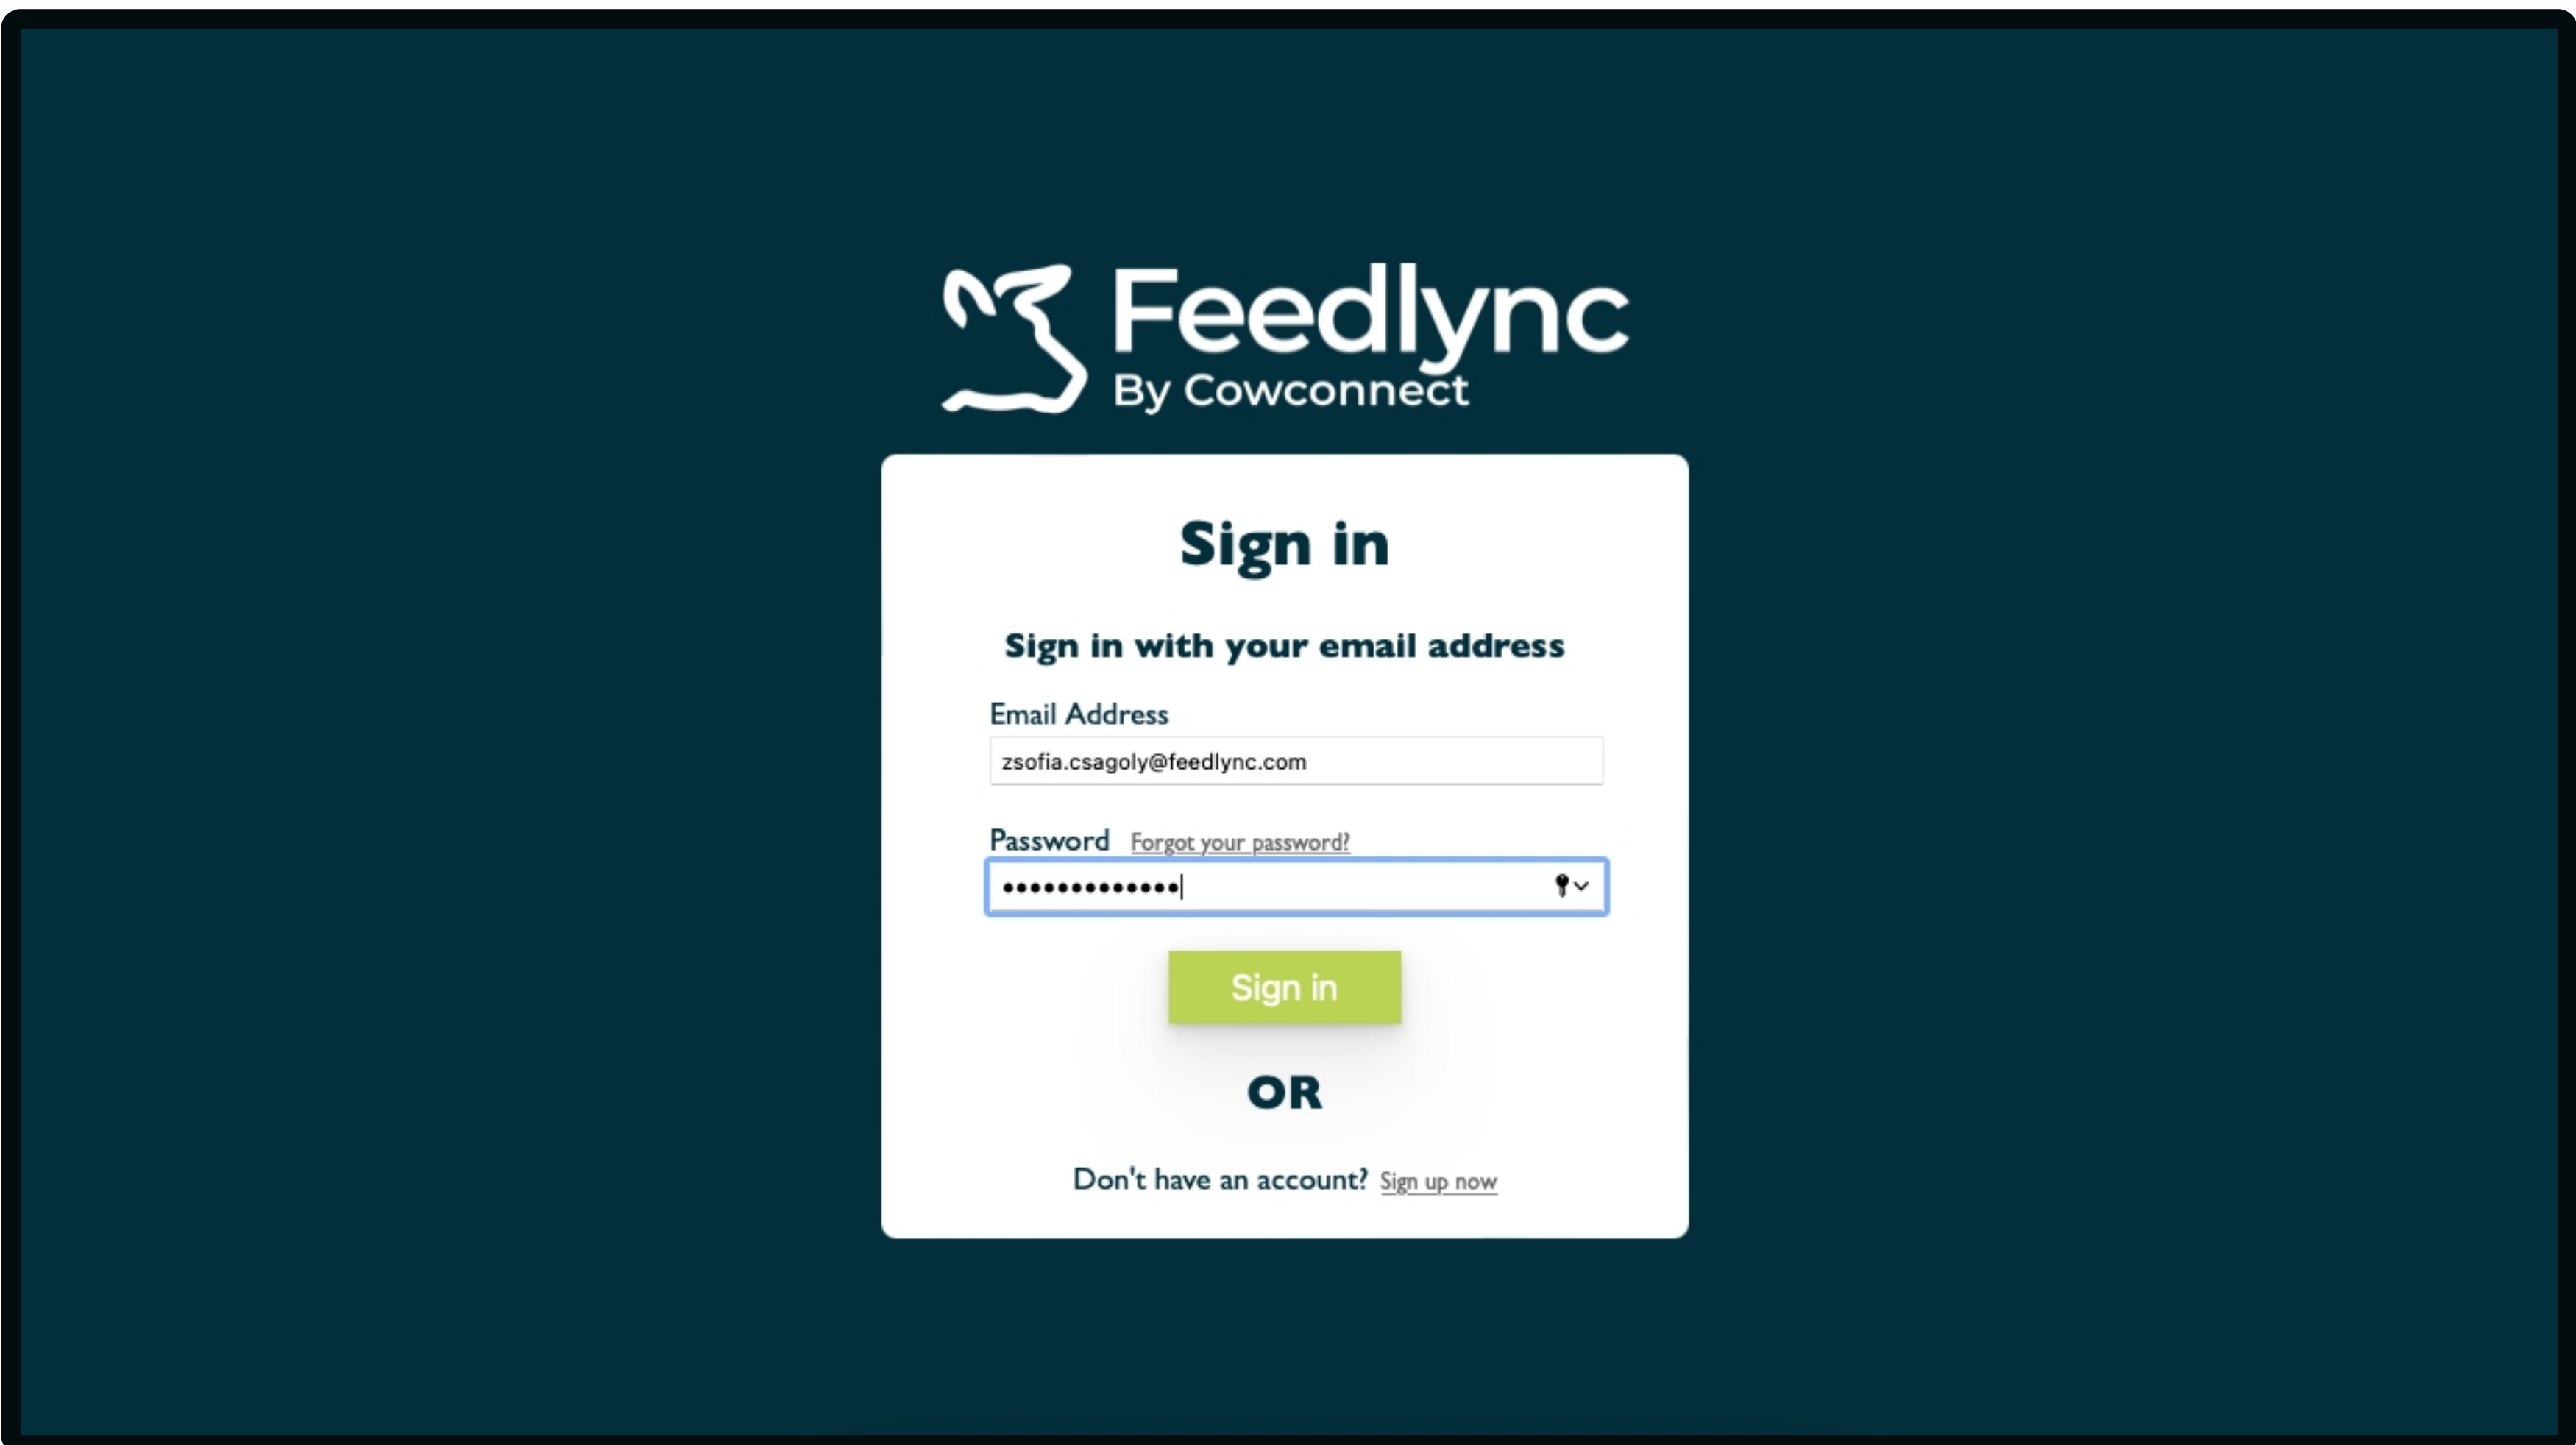 Feedlync
By Cowconnect
Sign in
Sign in with your email address
Email Address
zsofia.csagoly@feedlync.com
Password Forgot your password?
•••••••••••••
Sign in
OR
Don't have an account? Sign up now